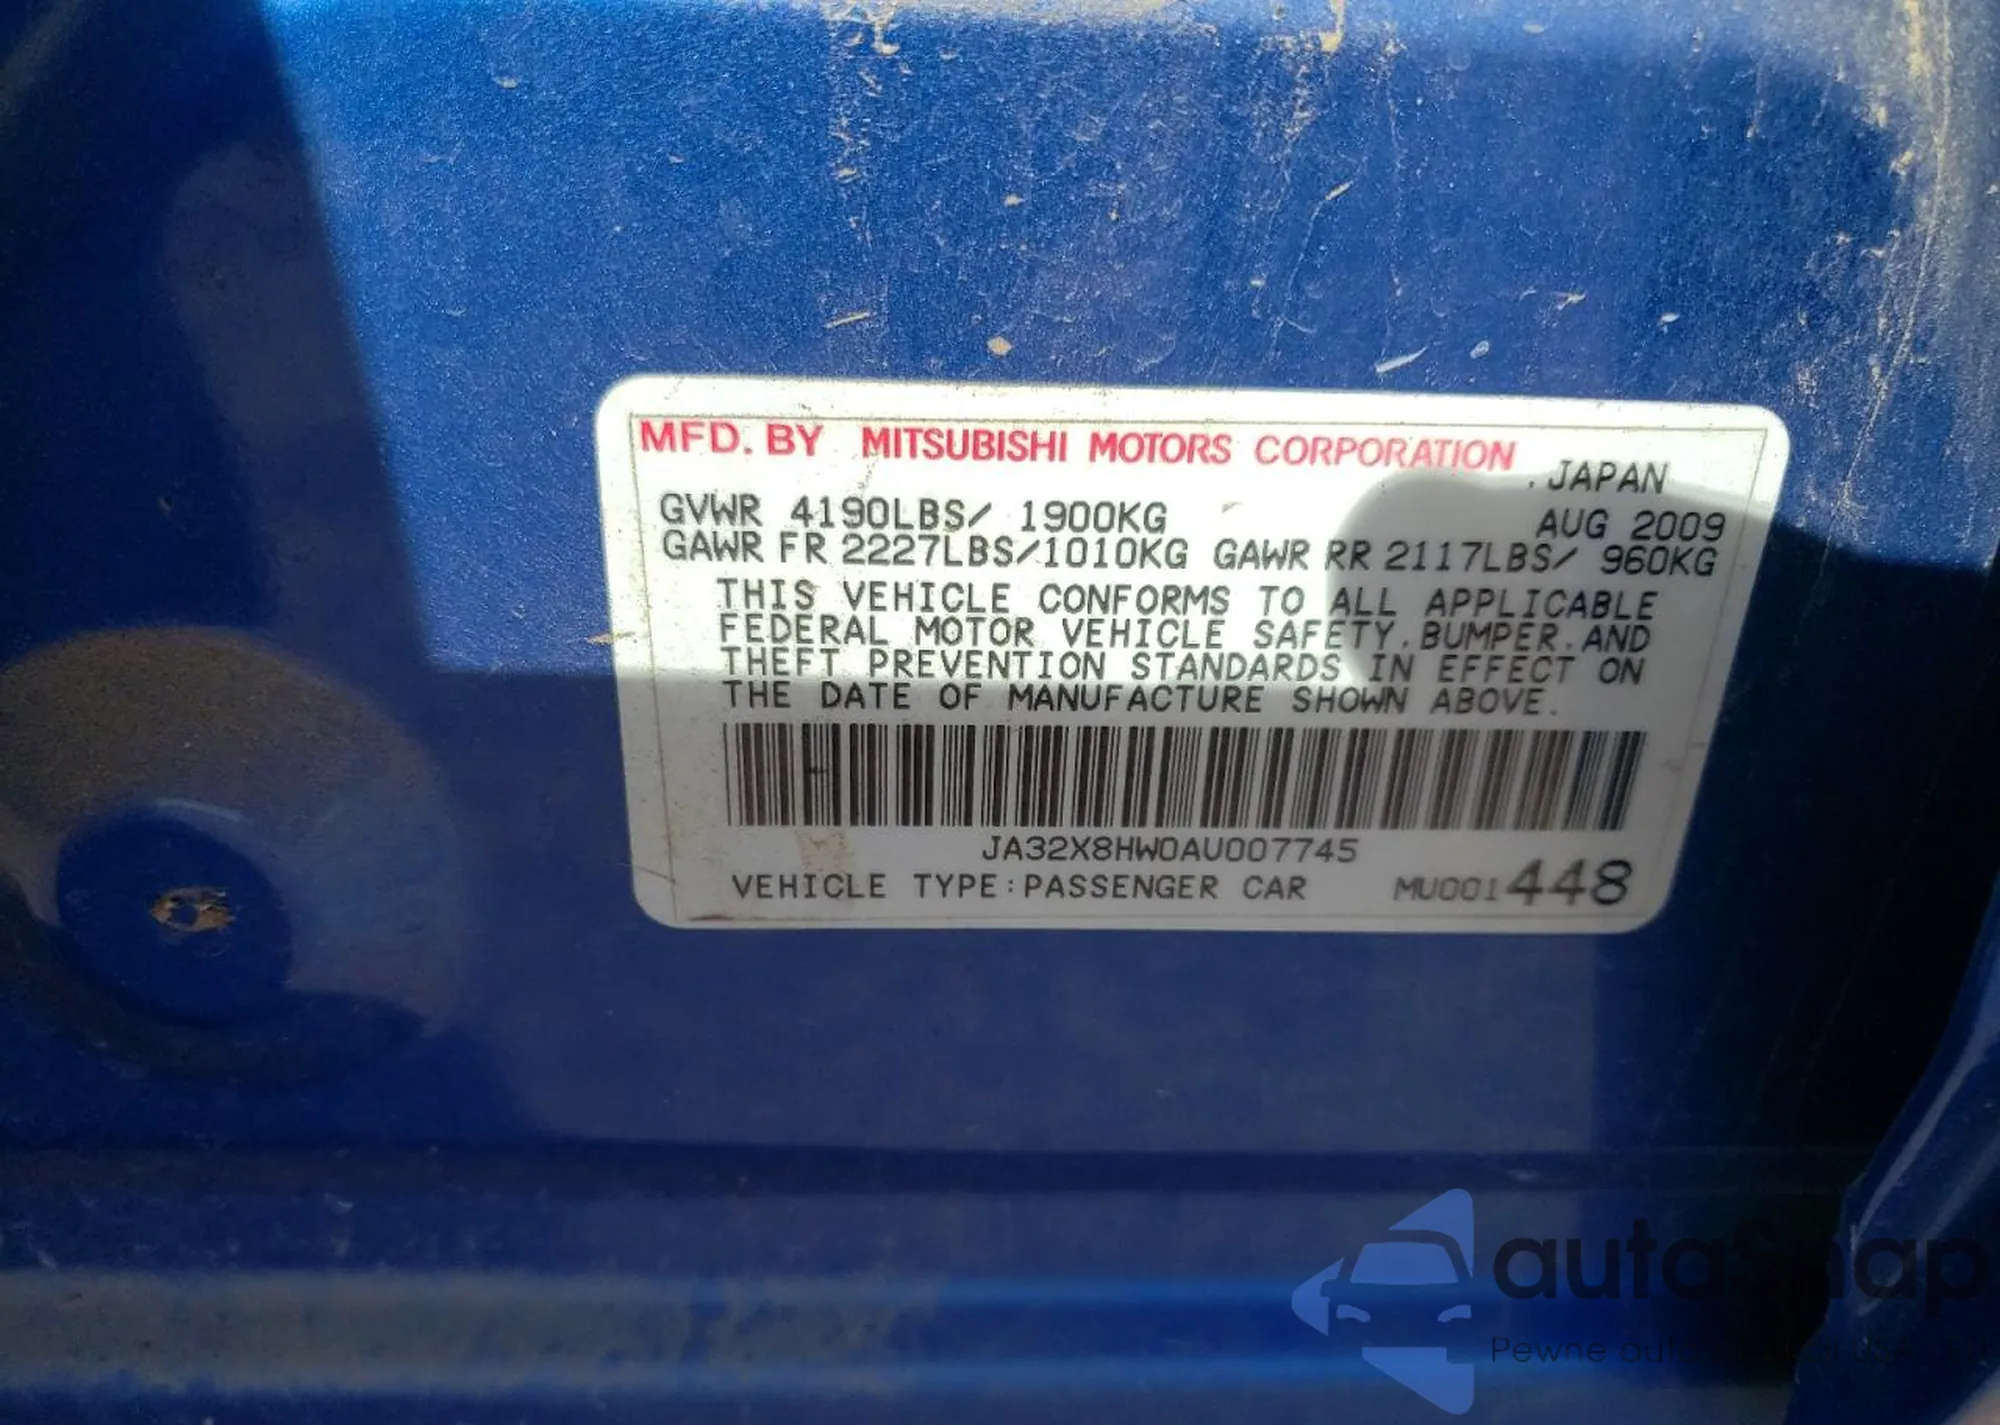 MFD. BY MITSUBISHI MOTORS CORPORATION
JAPAN
GVWR 4190LBS/ 1900KG AUG 2009
GAWR FR 2227LBS/1010KG GAWR RR 2117LBS/ 960KG
THIS VEHICLE CONFORMS TO ALL APPLICABLE
FEDERAL MOTOR VEHICLE SAFETY, BUMPER, AND
THEFT PREVENTION STANDARDS IN EFFECT ON
THE DATE OF MANUFACTURE SHOWN ABOVE.
JA32X8HW0AU007745
VEHICLE TYPE:PASSENGER CAR MU001448
autoSnap
Pewne